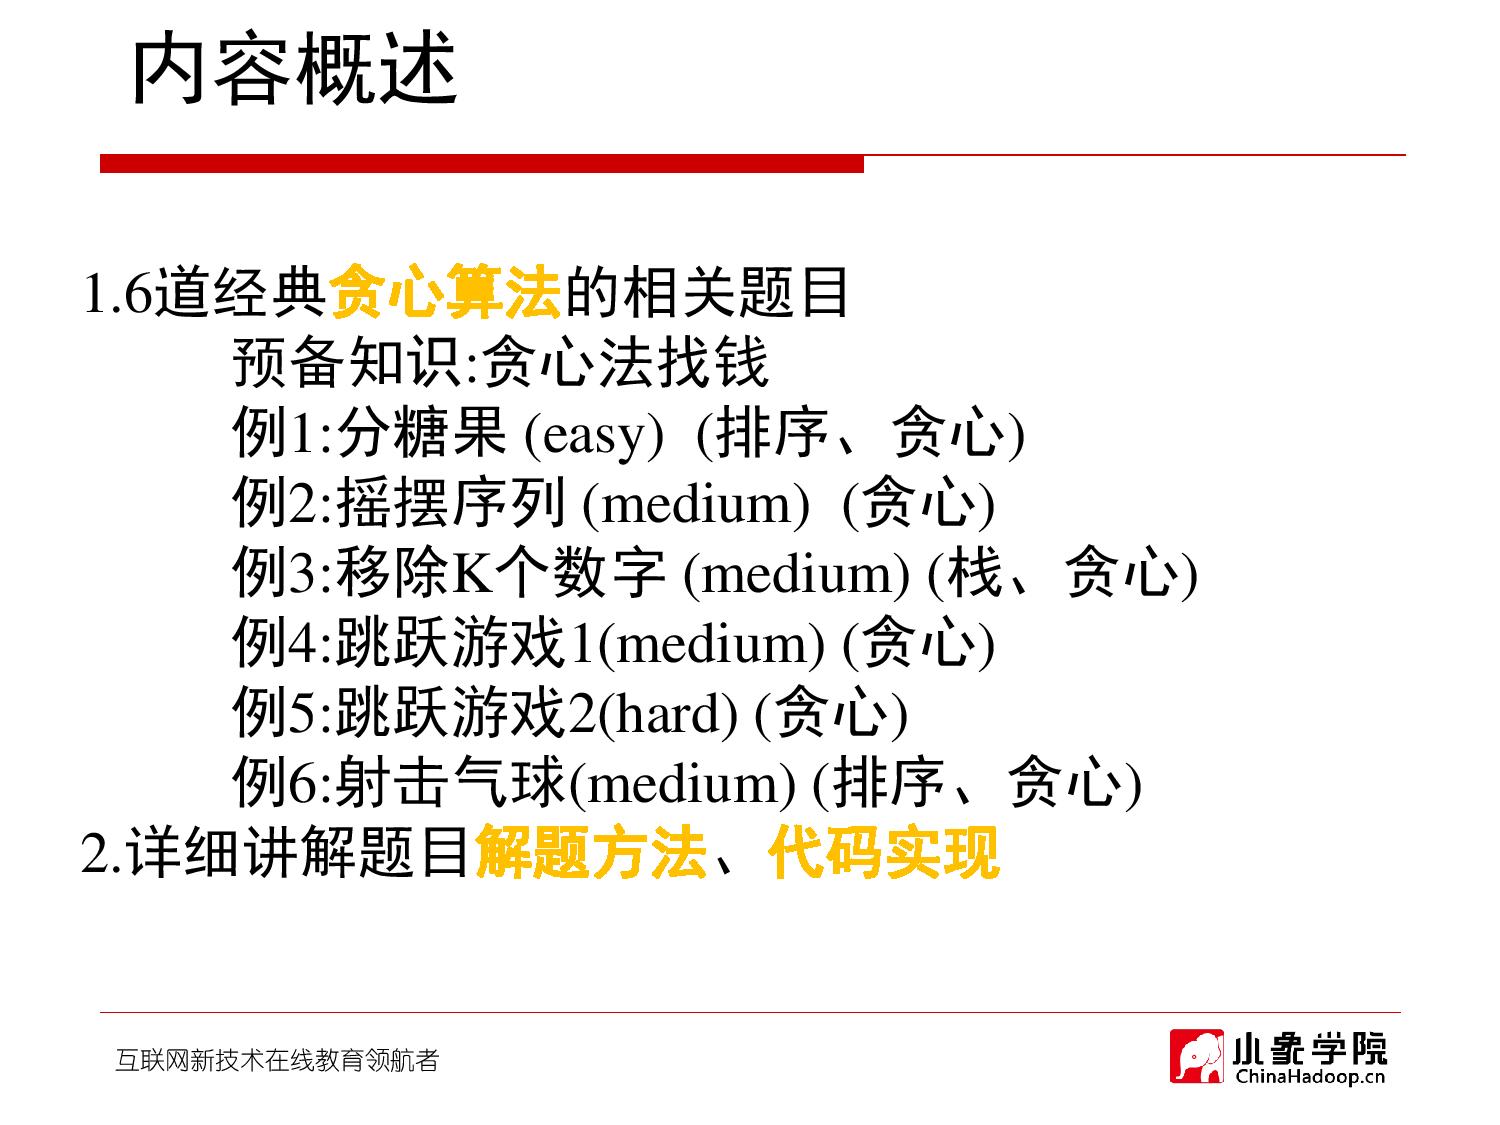 内容概述
1.6道经典贪心算法的相关题目
预备知识:贪心法找钱
例1:分糖果 (easy)  (排序、贪心)
例2:摇摆序列 (medium)  (贪心)
例3:移除K个数字 (medium) (栈、贪心)
例4:跳跃游戏1(medium) (贪心)
例5:跳跃游戏2(hard) (贪心)
例6:射击气球(medium) (排序、贪心)
2.详细讲解题目解题方法、代码实现
互联网新技术在线教育领航者
小象学院
ChinaHadoop.cn